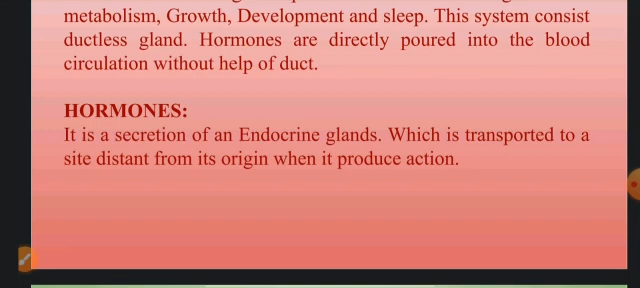 metabolism, Growth, Development and sleep. This system consist
ductless gland. Hormones are directly poured into the blood
circulation without help of duct.
HORMONES:
It is a secretion of an Endocrine glands. Which is transported to a
site distant from its origin when it produce action.